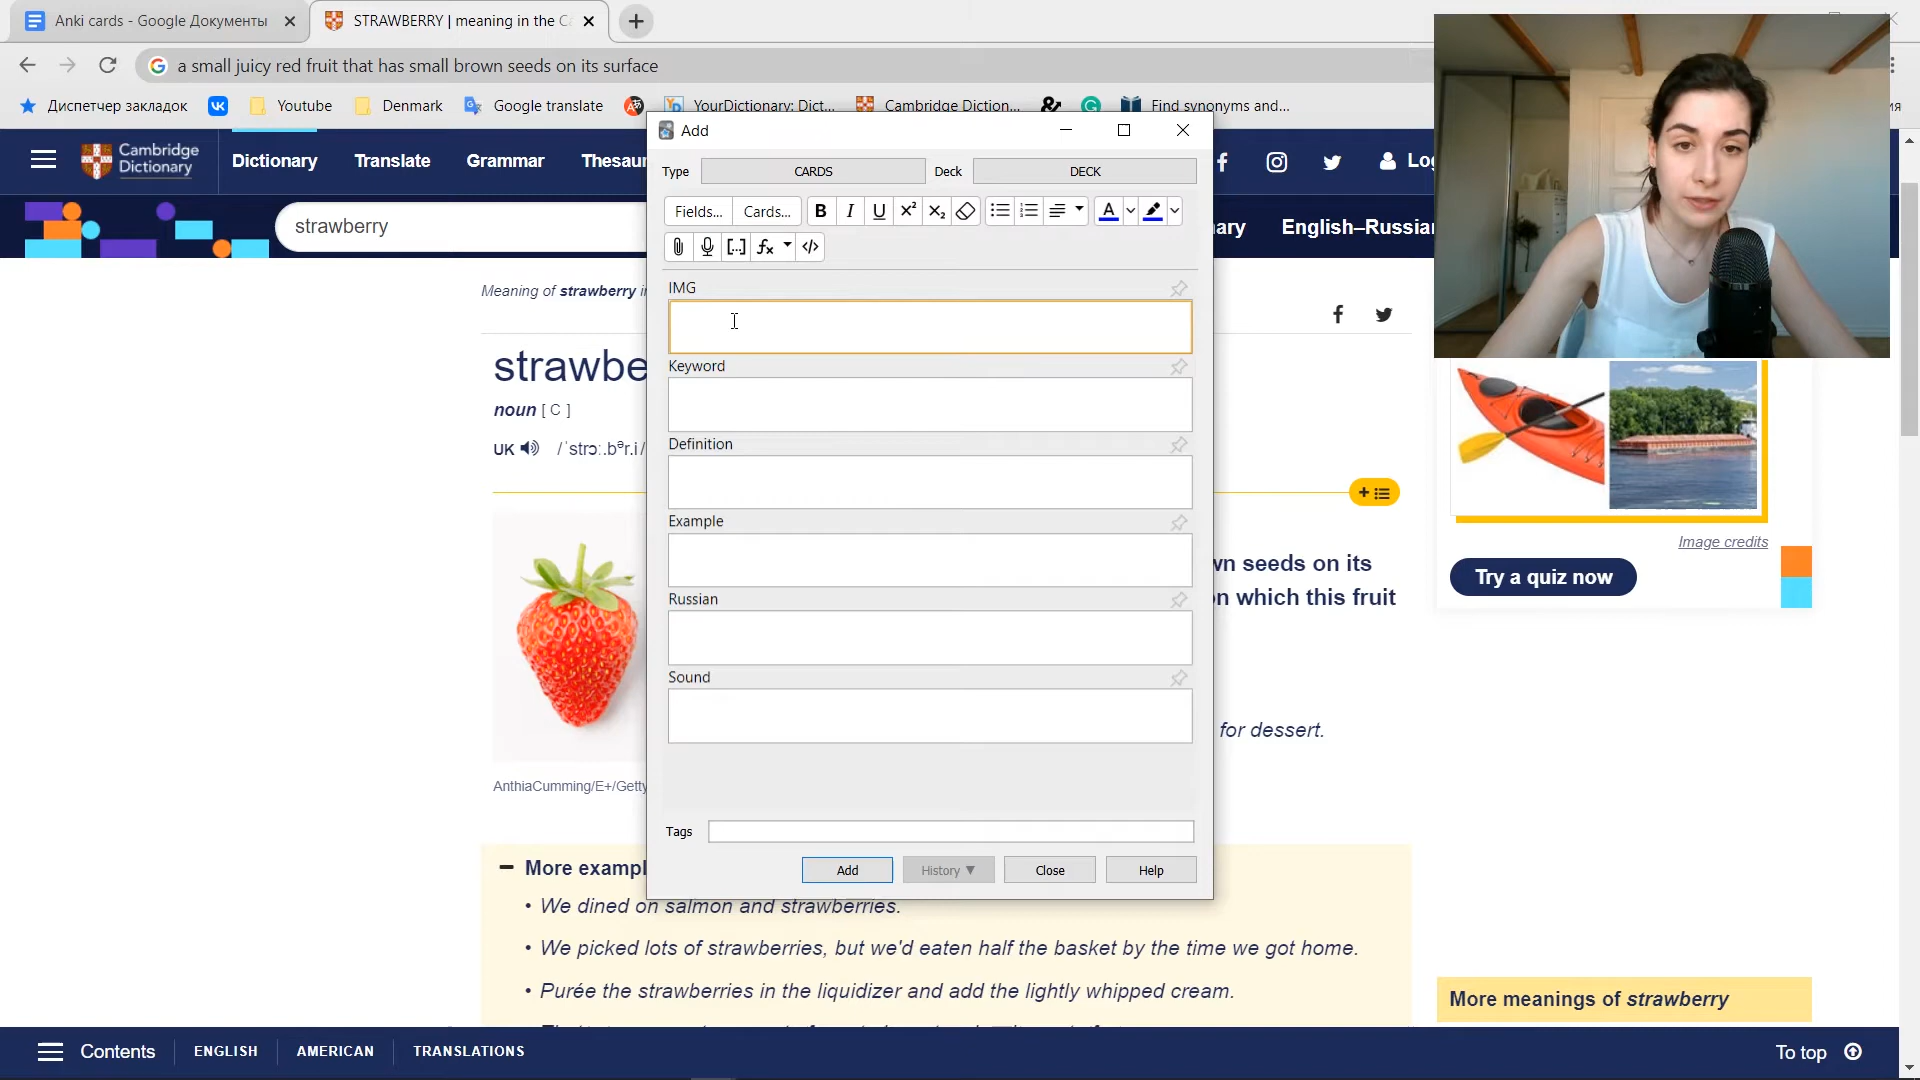 Anki cards - Google Документы
STRAWBERRY | meaning in the C
a small juicy red fruit that has small brown seeds on its surface
Диспетчер закладок
Youtube
Denmark
Google translate
YourDictionary: Dict...
Cambridge Diction...
Find synonyms and...
Cambridge Dictionary
Dictionary
Translate
Grammar
Thesau
Lo
strawberry
ary
English–Russia
Meaning of strawberry i
strawbe
noun [ C ]
UK /ˈstrɔː.bᵊr.i/
wn seeds on its
n which this fruit
for dessert.
AnthiaCumming/E+/Getty
Add
Type
CARDS
Deck
DECK
Fields...
Cards...
IMG
Keyword
Definition
Example
Russian
Sound
Tags
Add
History
Close
Help
Image credits
Try a quiz now
More exampl
• We dined on salmon and strawberries.
• We picked lots of strawberries, but we'd eaten half the basket by the time we got home.
• Purée the strawberries in the liquidizer and add the lightly whipped cream.
More meanings of strawberry
Contents
ENGLISH
AMERICAN
TRANSLATIONS
To top